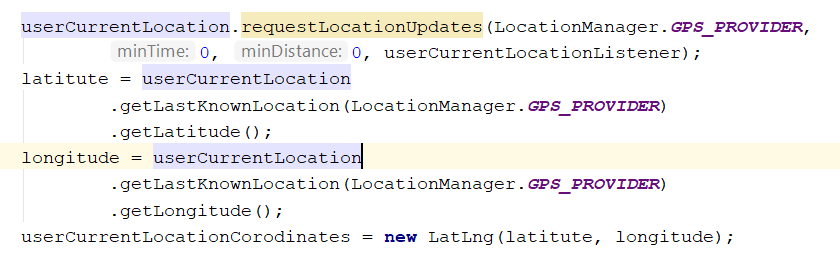 userCurrentLocation.requestLocationUpdates(LocationManager.GPS_PROVIDER,
minTime: 0, minDistance: 0, userCurrentLocationListener);
latitute = userCurrentLocation
.getLastKnownLocation(LocationManager.GPS_PROVIDER)
.getLatitude();
longitude = userCurrentLocation
.getLastKnownLocation(LocationManager.GPS_PROVIDER)
.getLongitude();
userCurrentLocationCorodinates = new LatLng(latitute, longitude);